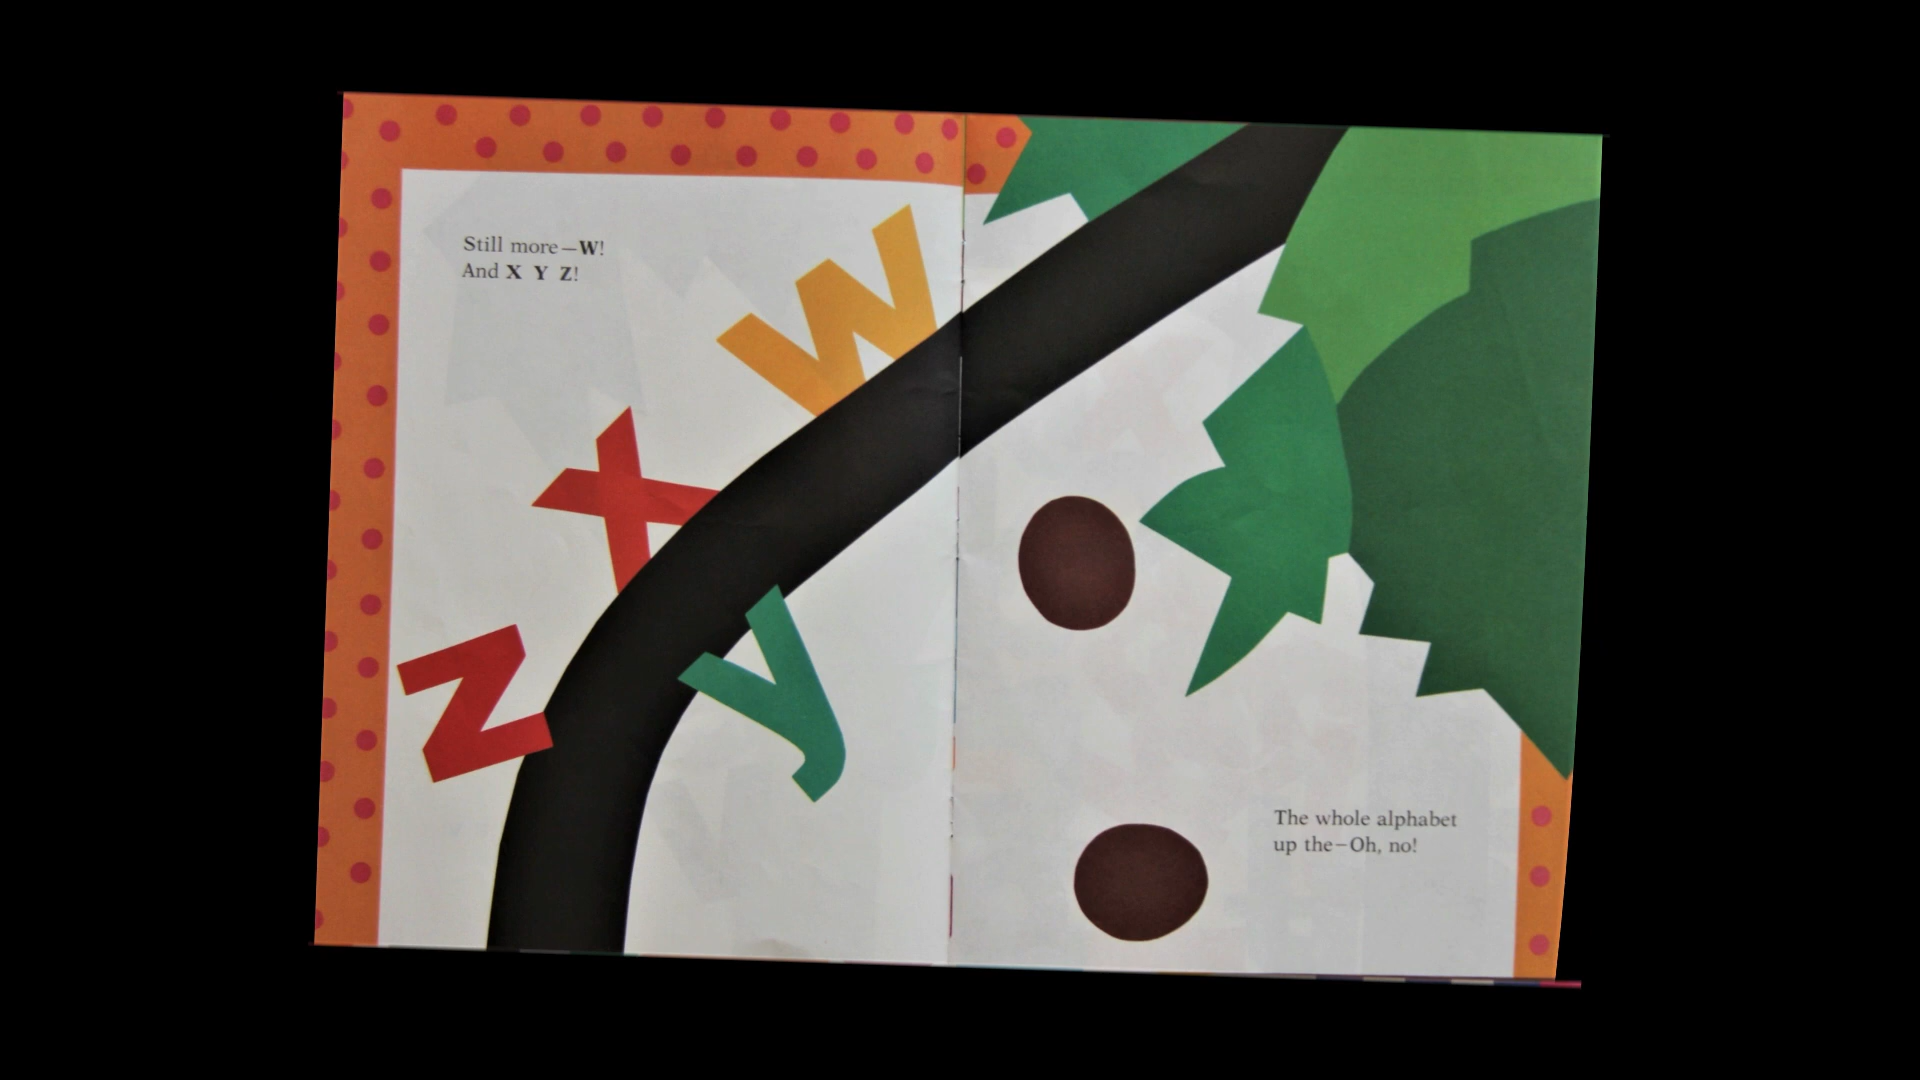 Still more—W!
And X Y Z!
w
x
z
y
The whole alphabet
up the–Oh, no!